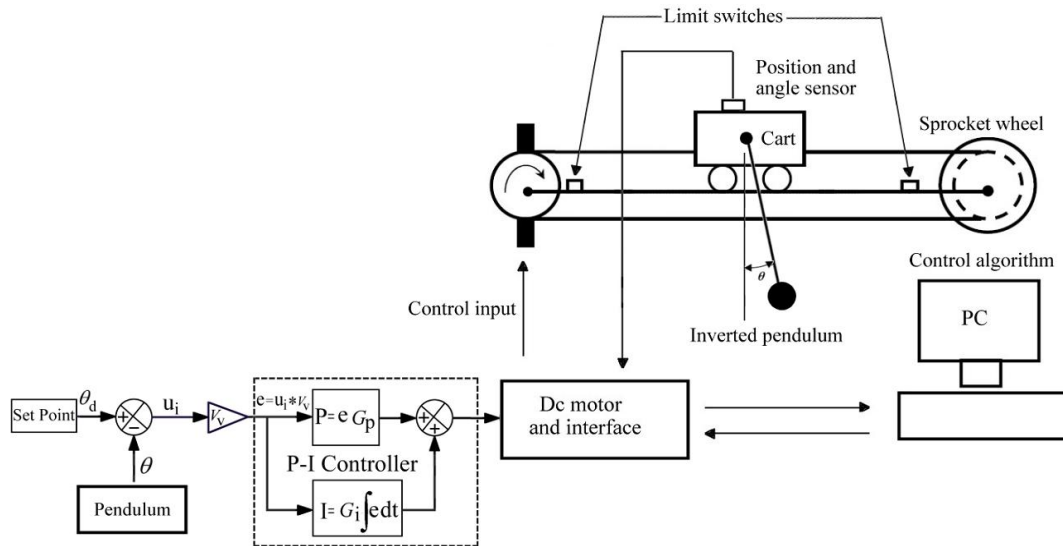 Limit switches
Position and
angle sensor
Cart
Sprocket wheel
θ
Control input
Inverted pendulum
Control algorithm
PC
Set Point
θd
+
−
ui
Vv
e=ui*Vv
P= e Gp
+
+
Dc motor
and interface
P-I Controller
θ
I= Gi ∫edt
Pendulum